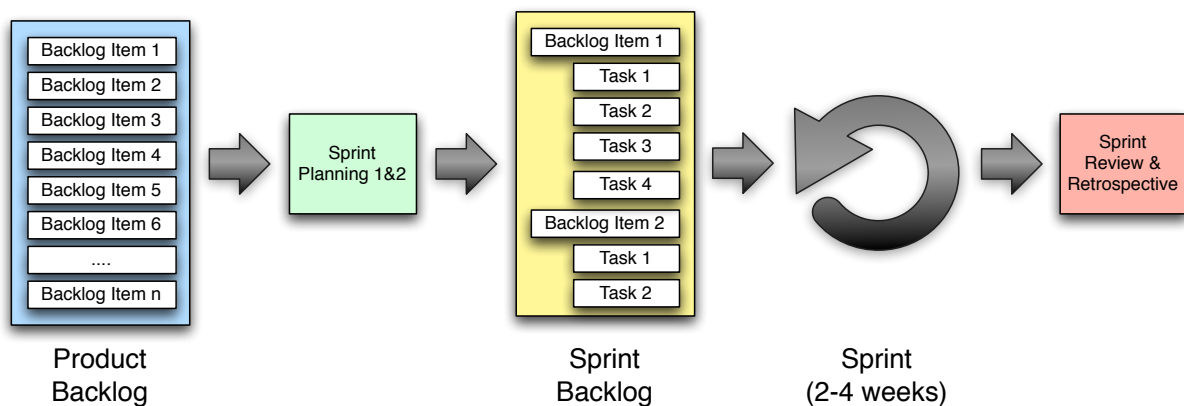 Backlog Item 1
Backlog Item 2
Backlog Item 3
Backlog Item 4
Backlog Item 5
Backlog Item 6
....
Backlog Item n
Product
Backlog
Sprint
Planning 1&2
Backlog Item 1
Task 1
Task 2
Task 3
Task 4
Backlog Item 2
Task 1
Task 2
Sprint
Backlog
Sprint
(2-4 weeks)
Sprint
Review &
Retrospective